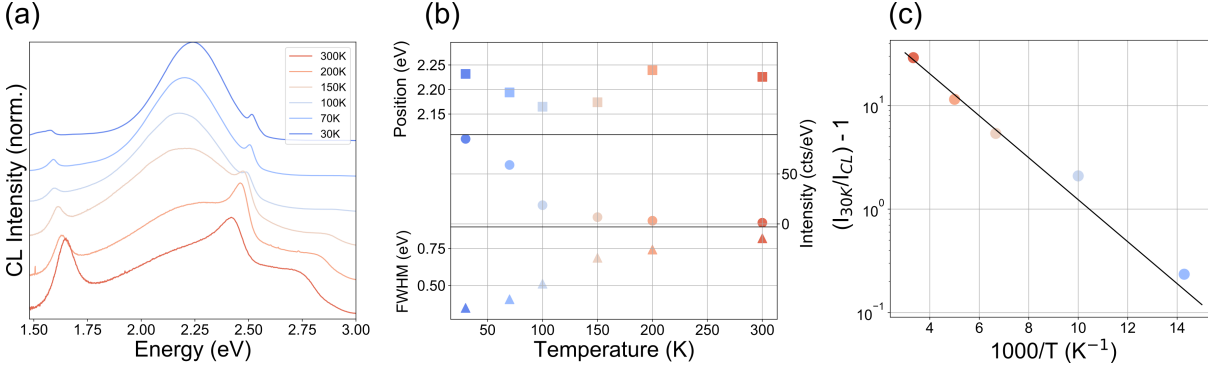 (a)
CL Intensity (norm.)
300K
200K
150K
100K
70K
30K
1.50 1.75 2.00 2.25 2.50 2.75 3.00
Energy (eV)
(b)
Position (eV)
2.25
2.20
2.15
Intensity (cts/eV)
50
0
FWHM (eV)
0.75
0.50
50 100 150 200 250 300
Temperature (K)
(c)
(I₃₀K/I_CL) - 1
10¹
10⁰
10⁻¹
4 6 8 10 12 14
1000/T (K⁻¹)